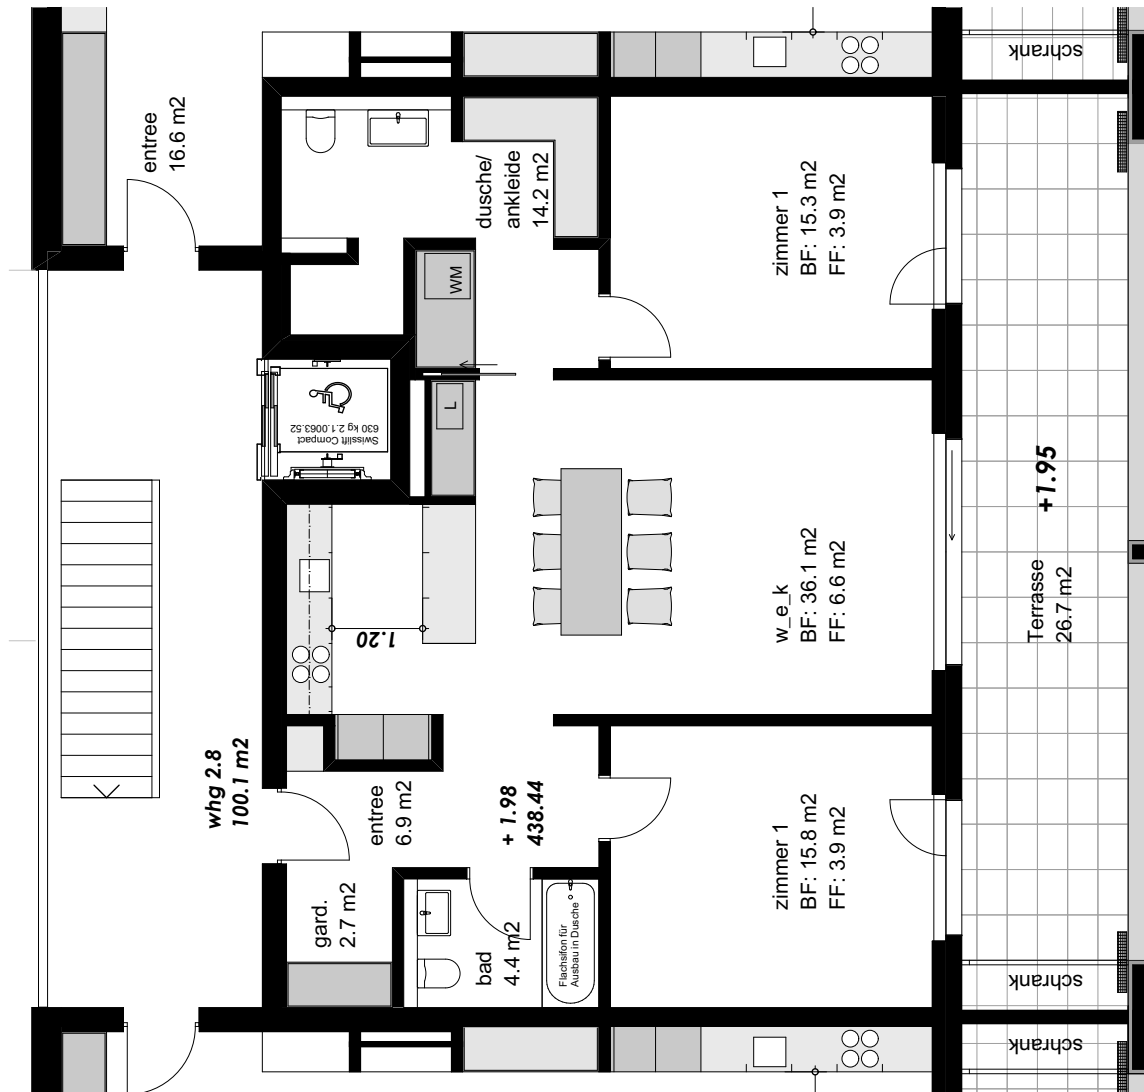 schrank
entree
16.6 m2
dusche/
ankleide
14.2 m2
zimmer 1
BF: 15.3 m2
FF: 3.9 m2
WM
Swisslift Compact
630 kg 2.1.0063.52
L
+1.95
Terrasse
26.7 m2
w_e_k
BF: 36.1 m2
FF: 6.6 m2
1.20
whg 2.8
100.1 m2
entree
6.9 m2
+ 1.98
438.44
zimmer 1
BF: 15.8 m2
FF: 3.9 m2
gard.
2.7 m2
bad
4.4 m2
Flachsifon für
Ausbau in Dusche
schrank
schrank